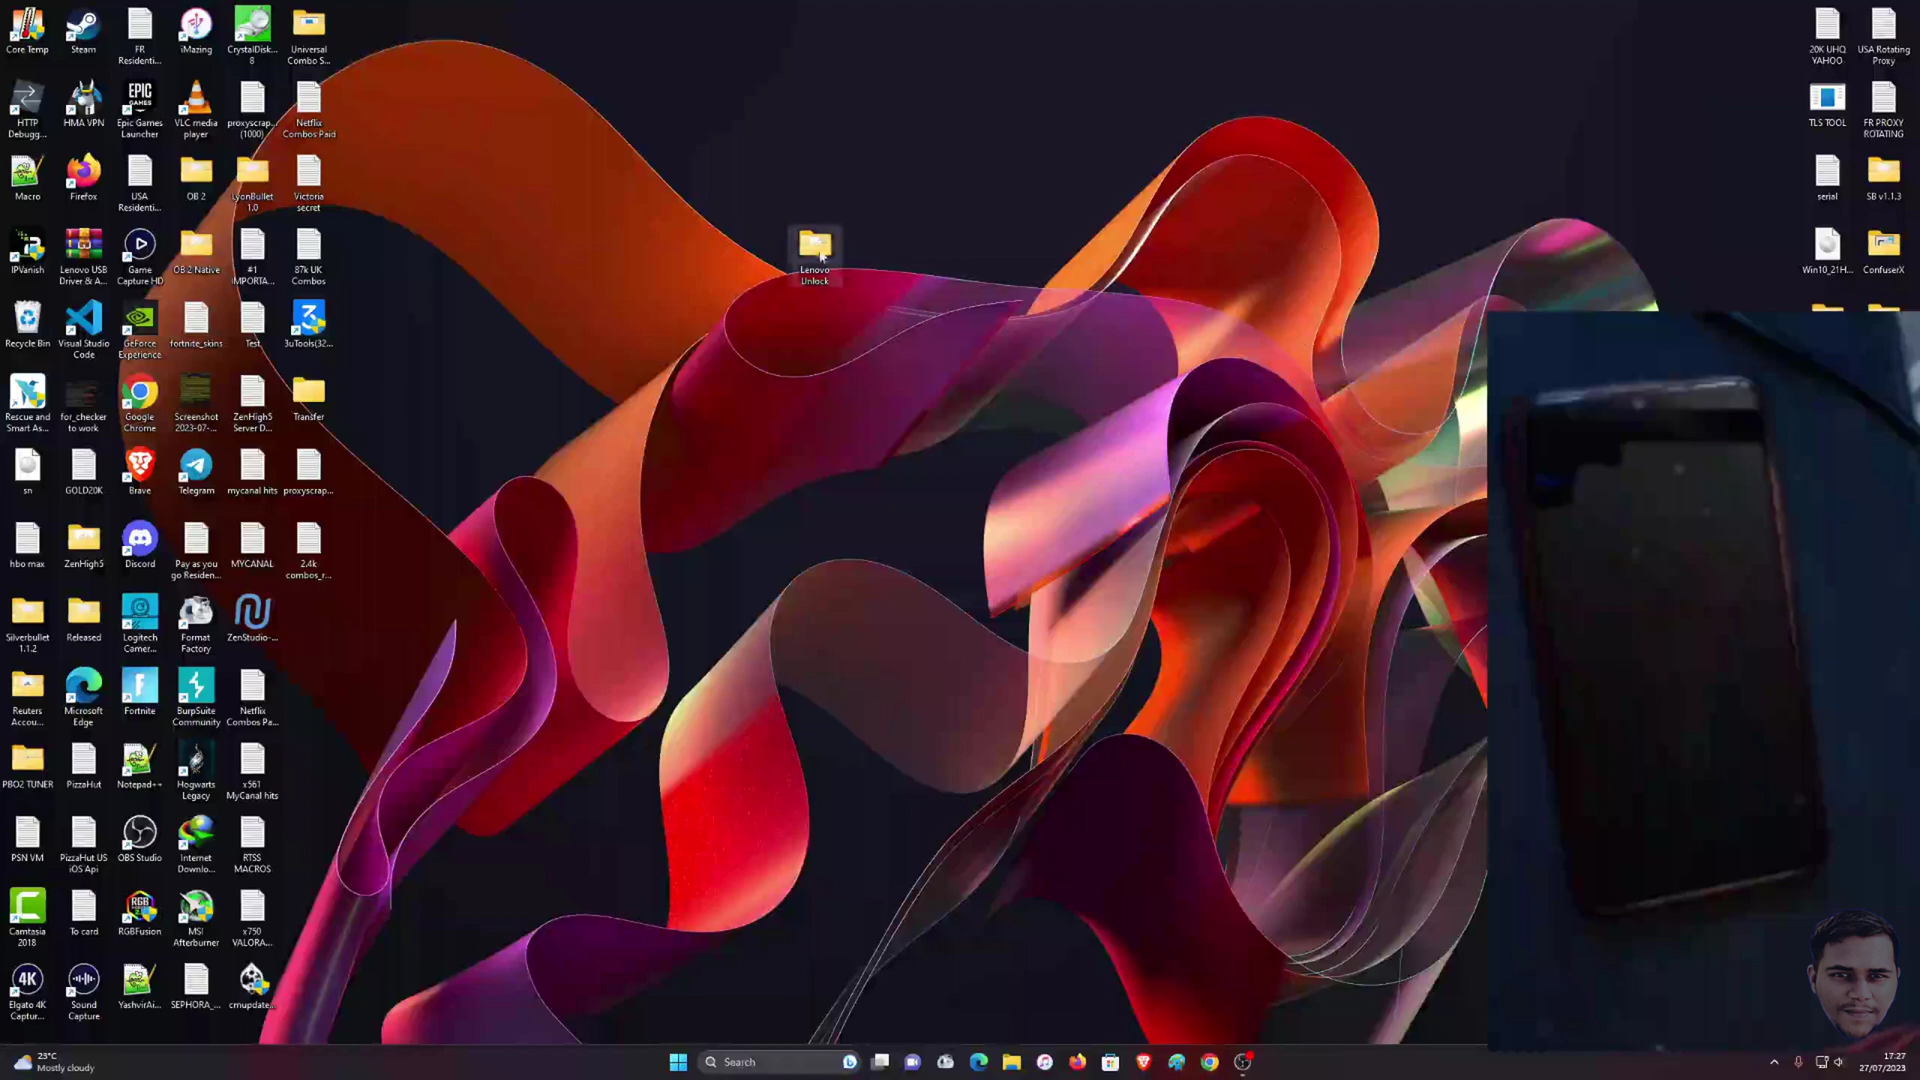 Core Temp
Steam
FR
Residenti...
iMazing
CrystalDisk...
8
Universal
Combo S...
20K UHQ
YAHOO
USA Rotating
Proxy
HTTP
Debugg...
HMA VPN
EPIC
GAMES
Epic Games
Launcher
VLC media
player
proxyscrap...
(1000)
Netflix
Combos Paid
TLS TOOL
FR PROXY
ROTATING
Macro
Firefox
USA
Residenti...
OB 2
LyonBullet
1.0
Victoria
secret
serial
SB v1.1.3
IPVanish
Lenovo USB
Driver & A...
Game
Capture HD
OB 2 Native
#1
IMPORTA...
87k UK
Combos
Lenovo
Unlock
Win10_21H...
ConfuserX
Recycle Bin
Visual Studio
Code
GeForce
Experience
fortnite_skins
Test
3uTools(32...
Rescue and
Smart As...
for_checker
to work
Google
Chrome
Screenshot
2023-07-...
ZenHigh5
Server D...
Transfer
sn
GOLD20K
Brave
Telegram
mycanal hits
proxyscrap...
hbo max
ZenHigh5
Discord
Pay as you
go Residen...
MYCANAL
2.4k
combos_r...
Silverbullet
1.1.2
Released
Logitech
Camer...
Format
Factory
ZenStudio-...
Reuters
Accou...
Microsoft
Edge
Fortnite
BurpSuite
Community
Netflix
Combos Pa...
PBO2 TUNER
PizzaHut
Notepad++
Hogwarts
Legacy
x561
MyCanal hits
PSN VM
PizzaHut US
iOS Api
OBS Studio
Internet
Downlo...
RTSS
MACROS
Camtasia
2018
To card
RGB
RGBFusion
MSI
Afterburner
x750
VALORA...
4K
Elgato 4K
Captur...
Sound
Capture
YashvirAi...
SEPHORA_...
cmupdate...
23°C
Mostly cloudy
Search
17:27
27/07/2023